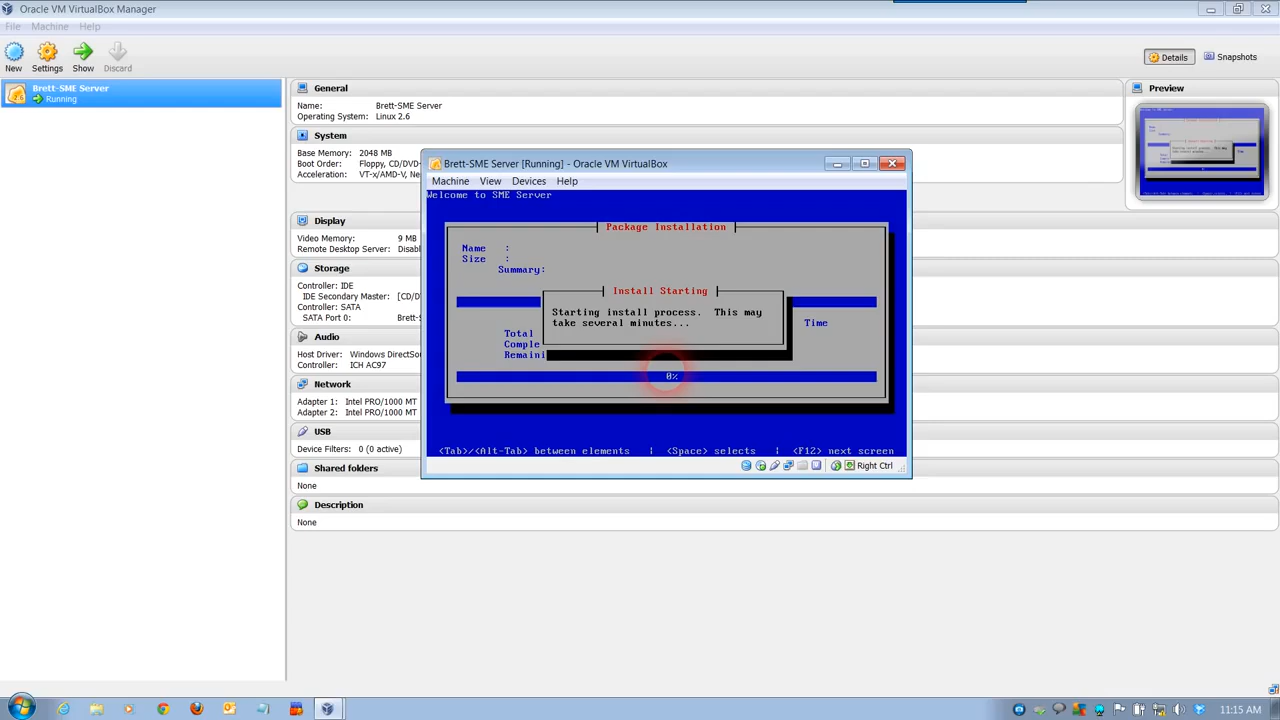 Oracle VM VirtualBox Manager
File Machine Help
New Settings Show Discard
Details Snapshots
Brett-SME Server
Running
General
Name: Brett-SME Server
Operating System: Linux 2.6
System
Base Memory: 2048 MB
Boot Order: Floppy, CD/DVD-
Acceleration: VT-x/AMD-V, Ne
Display
Video Memory: 9 MB
Remote Desktop Server: Disabl
Storage
Controller: IDE
IDE Secondary Master: [CD/D
Controller: SATA
SATA Port 0: Brett-
Audio
Host Driver: Windows DirectSo
Controller: ICH AC97
Network
Adapter 1: Intel PRO/1000 MT
Adapter 2: Intel PRO/1000 MT
USB
Device Filters: 0 (0 active)
Shared folders
None
Description
None
Preview
Brett-SME Server [Running] - Oracle VM VirtualBox
Machine View Devices Help
Welcome to SME Server
Package Installation
Name :
Size :
Summary:
Install Starting
Starting install process. This may
take several minutes...
Time
Total
Comple
Remaini
0%
<Tab>/<Alt-Tab> between elements | <Space> selects | <F12> next screen
Right Ctrl
11:15 AM